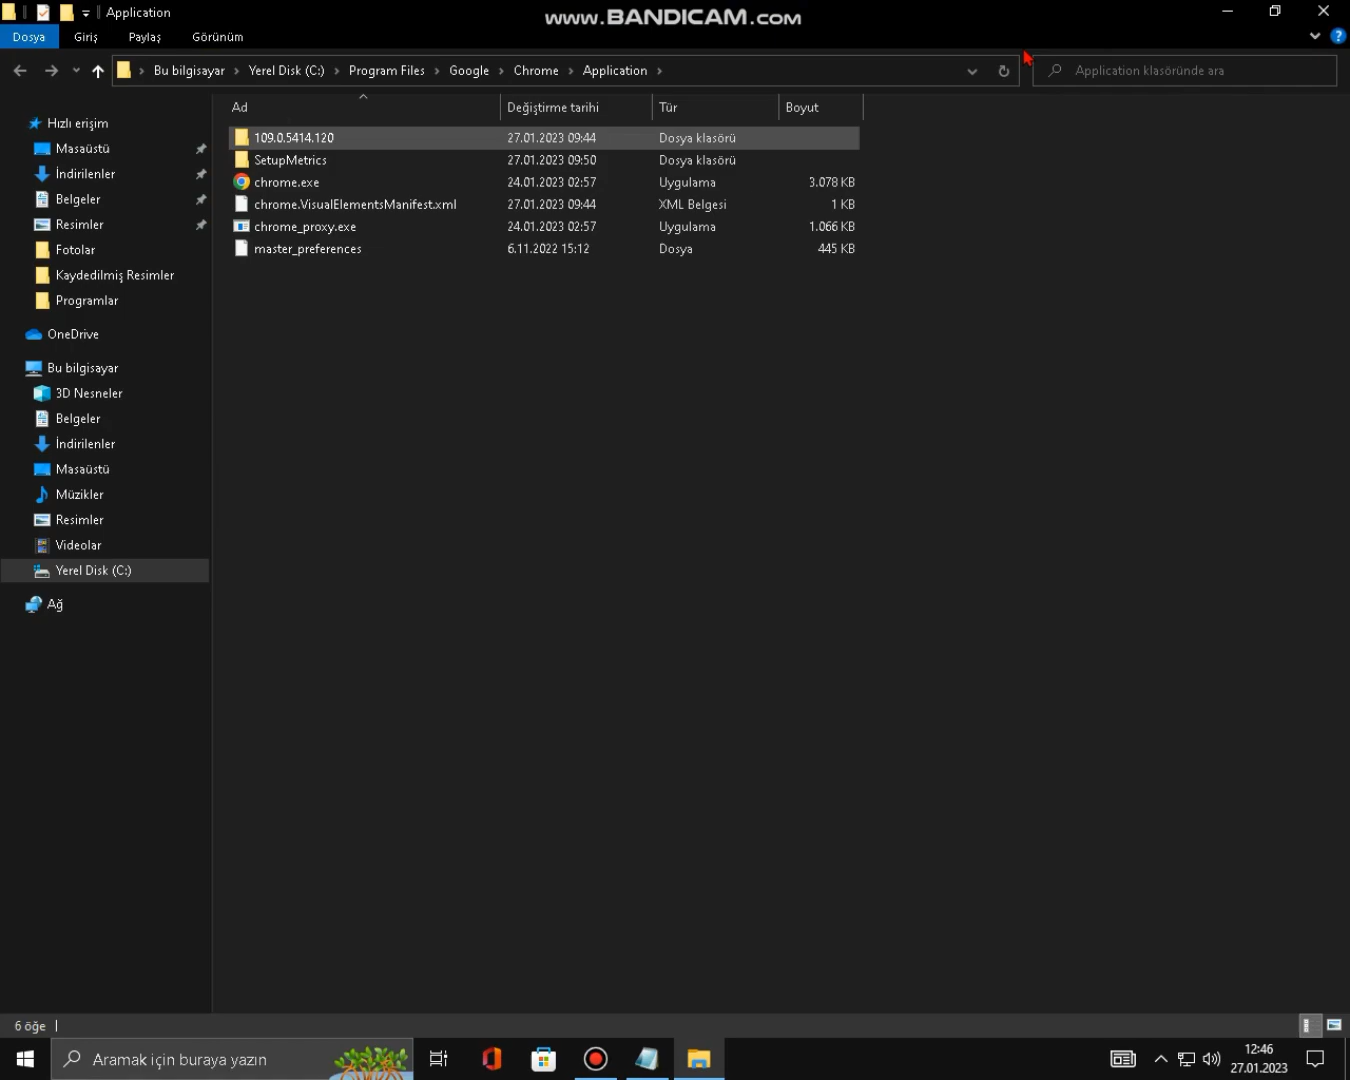 Application
www.BANDICAM.com
Dosya Giriş Paylaş Görünüm
Bu bilgisayar Yerel Disk (C:) Program Files Google Chrome Application
Application klasöründe ara
Ad Değiştirme tarihi Tür Boyut
109.0.5414.120 27.01.2023 09:44 Dosya klasörü
SetupMetrics 27.01.2023 09:50 Dosya klasörü
chrome.exe 24.01.2023 02:57 Uygulama 3.078 KB
chrome.VisualElementsManifest.xml 27.01.2023 09:44 XML Belgesi 1 KB
chrome_proxy.exe 24.01.2023 02:57 Uygulama 1.066 KB
master_preferences 6.11.2022 15:12 Dosya 445 KB
Hızlı erişim
Masaüstü
İndirilenler
Belgeler
Resimler
Fotolar
Kaydedilmiş Resimler
Programlar
OneDrive
Bu bilgisayar
3D Nesneler
Belgeler
İndirilenler
Masaüstü
Müzikler
Resimler
Videolar
Yerel Disk (C:)
Ağ
6 öğe
Aramak için buraya yazın
12:46
27.01.2023